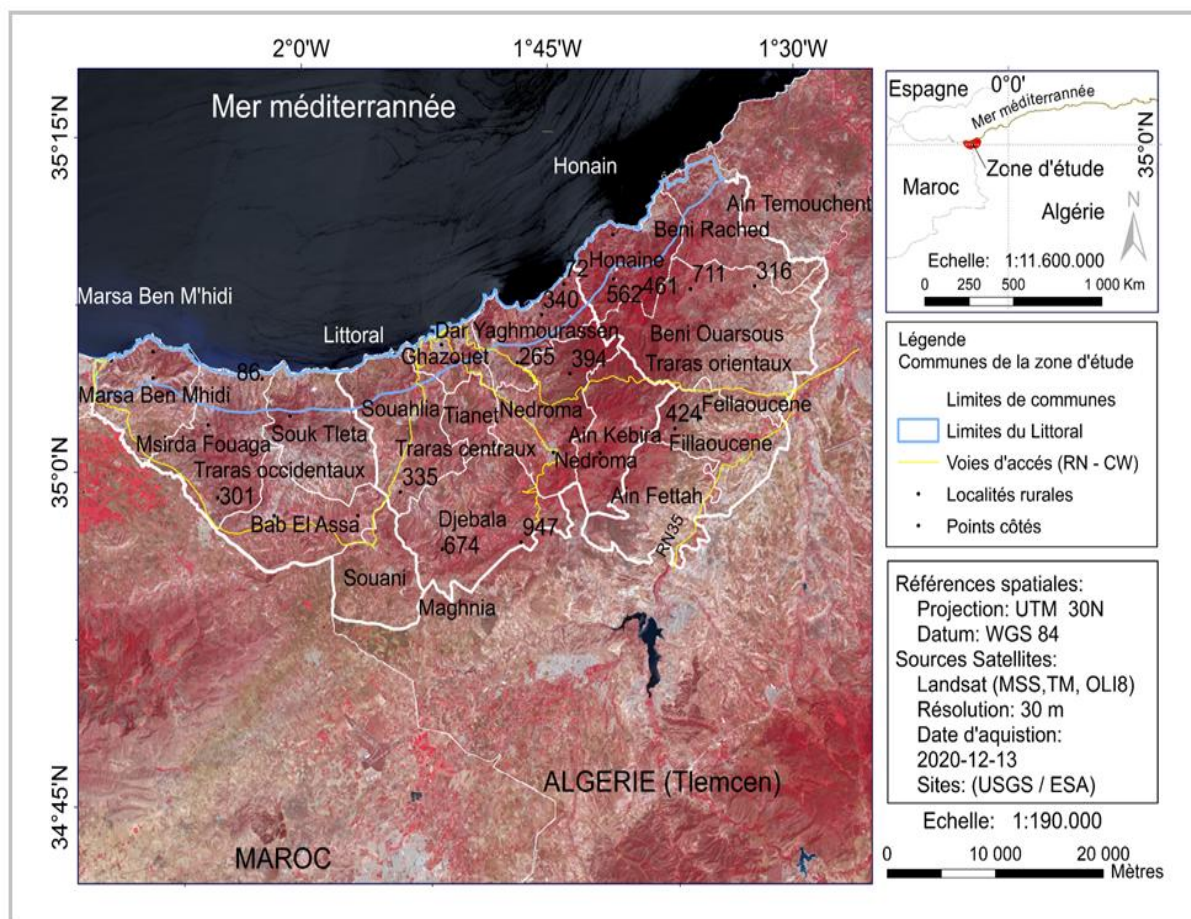 2°0'W
1°45'W
1°30'W
35°15'N
35°0'N
34°45'N
Mer méditerrannée
Honain
Ain Temouchent
Beni Rached
Honaine
72
461
711
316
562
340
Marsa Ben M'hidi
Littoral
Dar Yaghmourassen
Beni Ouarsous
Ghazouet
265
394
Traras orientaux
86
Marsa Ben Mhidi
Souahlia
Tianet
Nedroma
Fellaoucene
424
Msirda Fouaga
Souk Tleta
Traras centraux
Ain Kebira
Fillaoucene
Traras occidentaux
Nedroma
335
301
Ain Fettah
Bab El Assa
Djebala
947
674
RN35
Souani
Maghnia
ALGERIE (Tlemcen)
MAROC
Espagne
0°0'
Mer méditerrannée
35°0'N
Zone d'étude
Maroc
Algérie
N
Echelle: 1:11.600.000
0 250 500 1 000 Km
Légende
Communes de la zone d'étude
Limites de communes
Limites du Littoral
Voies d'accés (RN - CW)
Localités rurales
Points côtés
Références spatiales:
Projection: UTM 30N
Datum: WGS 84
Sources Satellites:
Landsat (MSS,TM, OLI8)
Résolution: 30 m
Date d'aquistion:
2020-12-13
Sites: (USGS / ESA)
Echelle: 1:190.000
0 10 000 20 000
Mètres